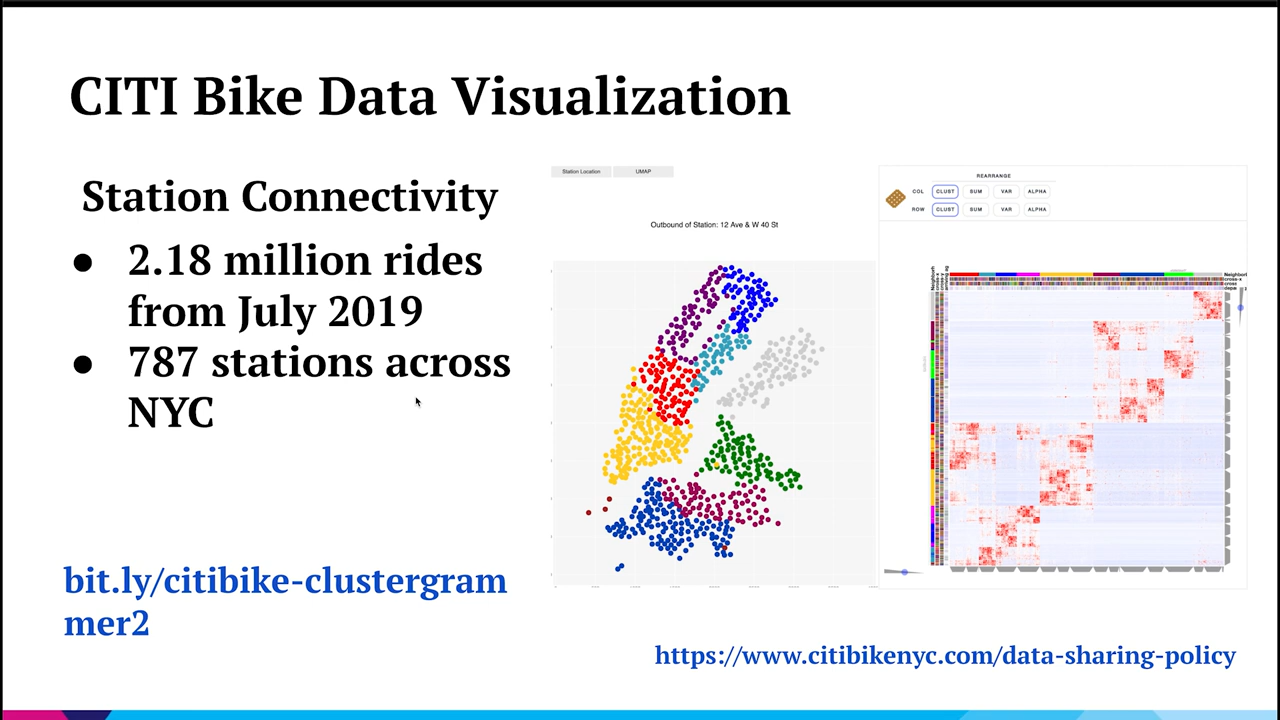 CITI Bike Data Visualization
Station Connectivity
● 2.18 million rides
from July 2019
● 787 stations across
NYC
bit.ly/citibike-clustergram
mer2
Station Location
UMAP
Outbound of Station: 12 Ave & W 40 St
REARRANGE
COL CLUST SUM VAR ALPHA
ROW CLUST SUM VAR ALPHA
https://www.citibikenyc.com/data-sharing-policy